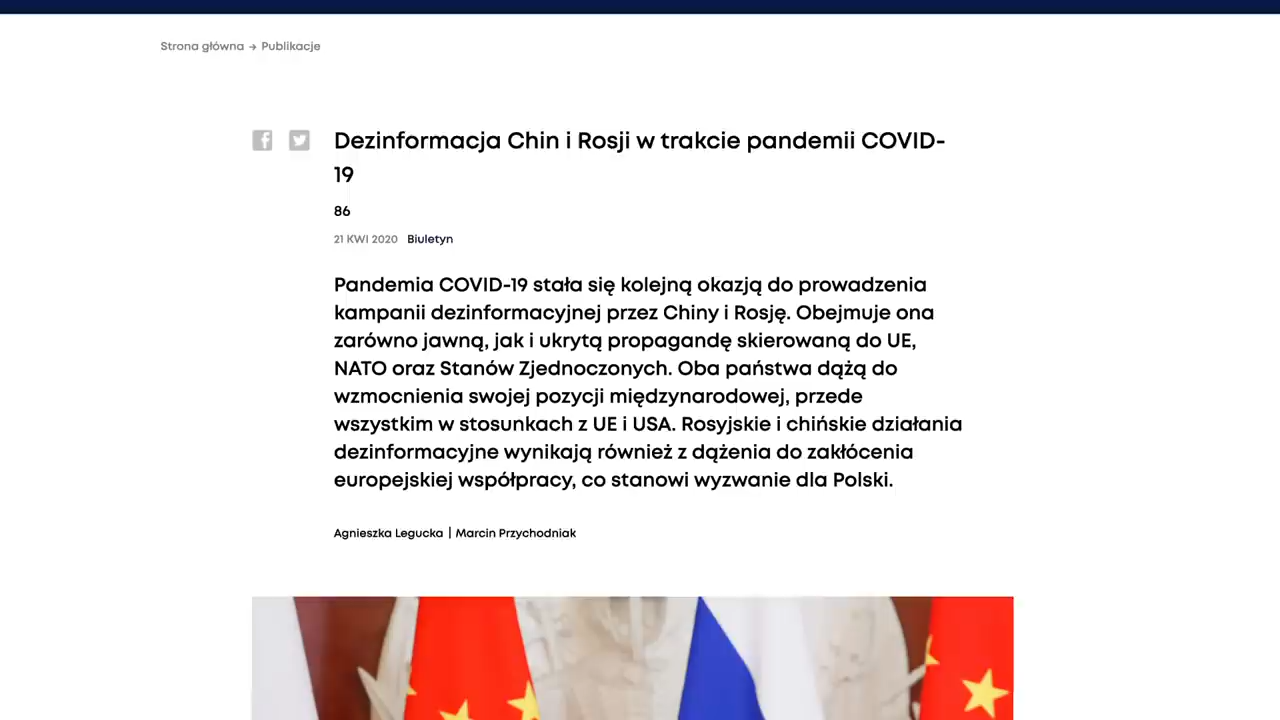 Strona główna → Publikacje
Dezinformacja Chin i Rosji w trakcie pandemii COVID-
19
86
21 KWI 2020 Biuletyn
Pandemia COVID-19 stała się kolejną okazją do prowadzenia
kampanii dezinformacyjnej przez Chiny i Rosję. Obejmuje ona
zarówno jawną, jak i ukrytą propagandę skierowaną do UE,
NATO oraz Stanów Zjednoczonych. Oba państwa dążą do
wzmocnienia swojej pozycji międzynarodowej, przede
wszystkim w stosunkach z UE i USA. Rosyjskie i chińskie działania
dezinformacyjne wynikają również z dążenia do zakłócenia
europejskiej współpracy, co stanowi wyzwanie dla Polski.
Agnieszka Legucka | Marcin Przychodniak